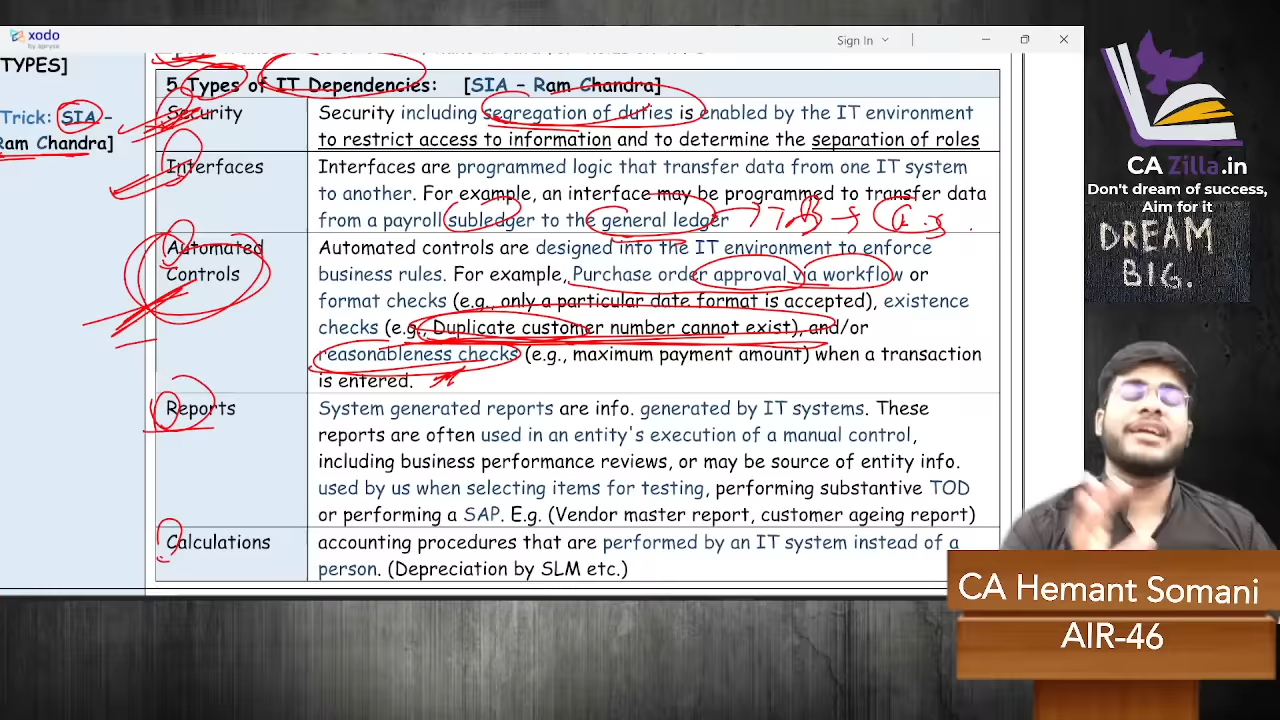 xodo
by apryse
Sign In
TYPES]
Trick: SIA -
Ram Chandra]
5 Types of IT Dependencies: [SIA - Ram Chandra]
Security
Security including segregation of duties is enabled by the IT environment
to restrict access to information and to determine the separation of roles
Interfaces
Interfaces are programmed logic that transfer data from one IT system
to another. For example, an interface may be programmed to transfer data
from a payroll subledger to the general ledger
Automated
Controls
Automated controls are designed into the IT environment to enforce
business rules. For example, Purchase order approval via workflow or
format checks (e.g., only a particular date format is accepted), existence
checks (e.g., Duplicate customer number cannot exist), and/or
reasonableness checks (e.g., maximum payment amount) when a transaction
is entered.
Reports
System generated reports are info. generated by IT systems. These
reports are often used in an entity's execution of a manual control,
including business performance reviews, or may be source of entity info.
used by us when selecting items for testing, performing substantive TOD
or performing a SAP. E.g. (Vendor master report, customer ageing report)
Calculations
accounting procedures that are performed by an IT system instead of a
person. (Depreciation by SLM etc.)
CA Zilla.in
Don't dream of success,
Aim for it
DREAM
BIG.
CA Hemant Somani
AIR-46